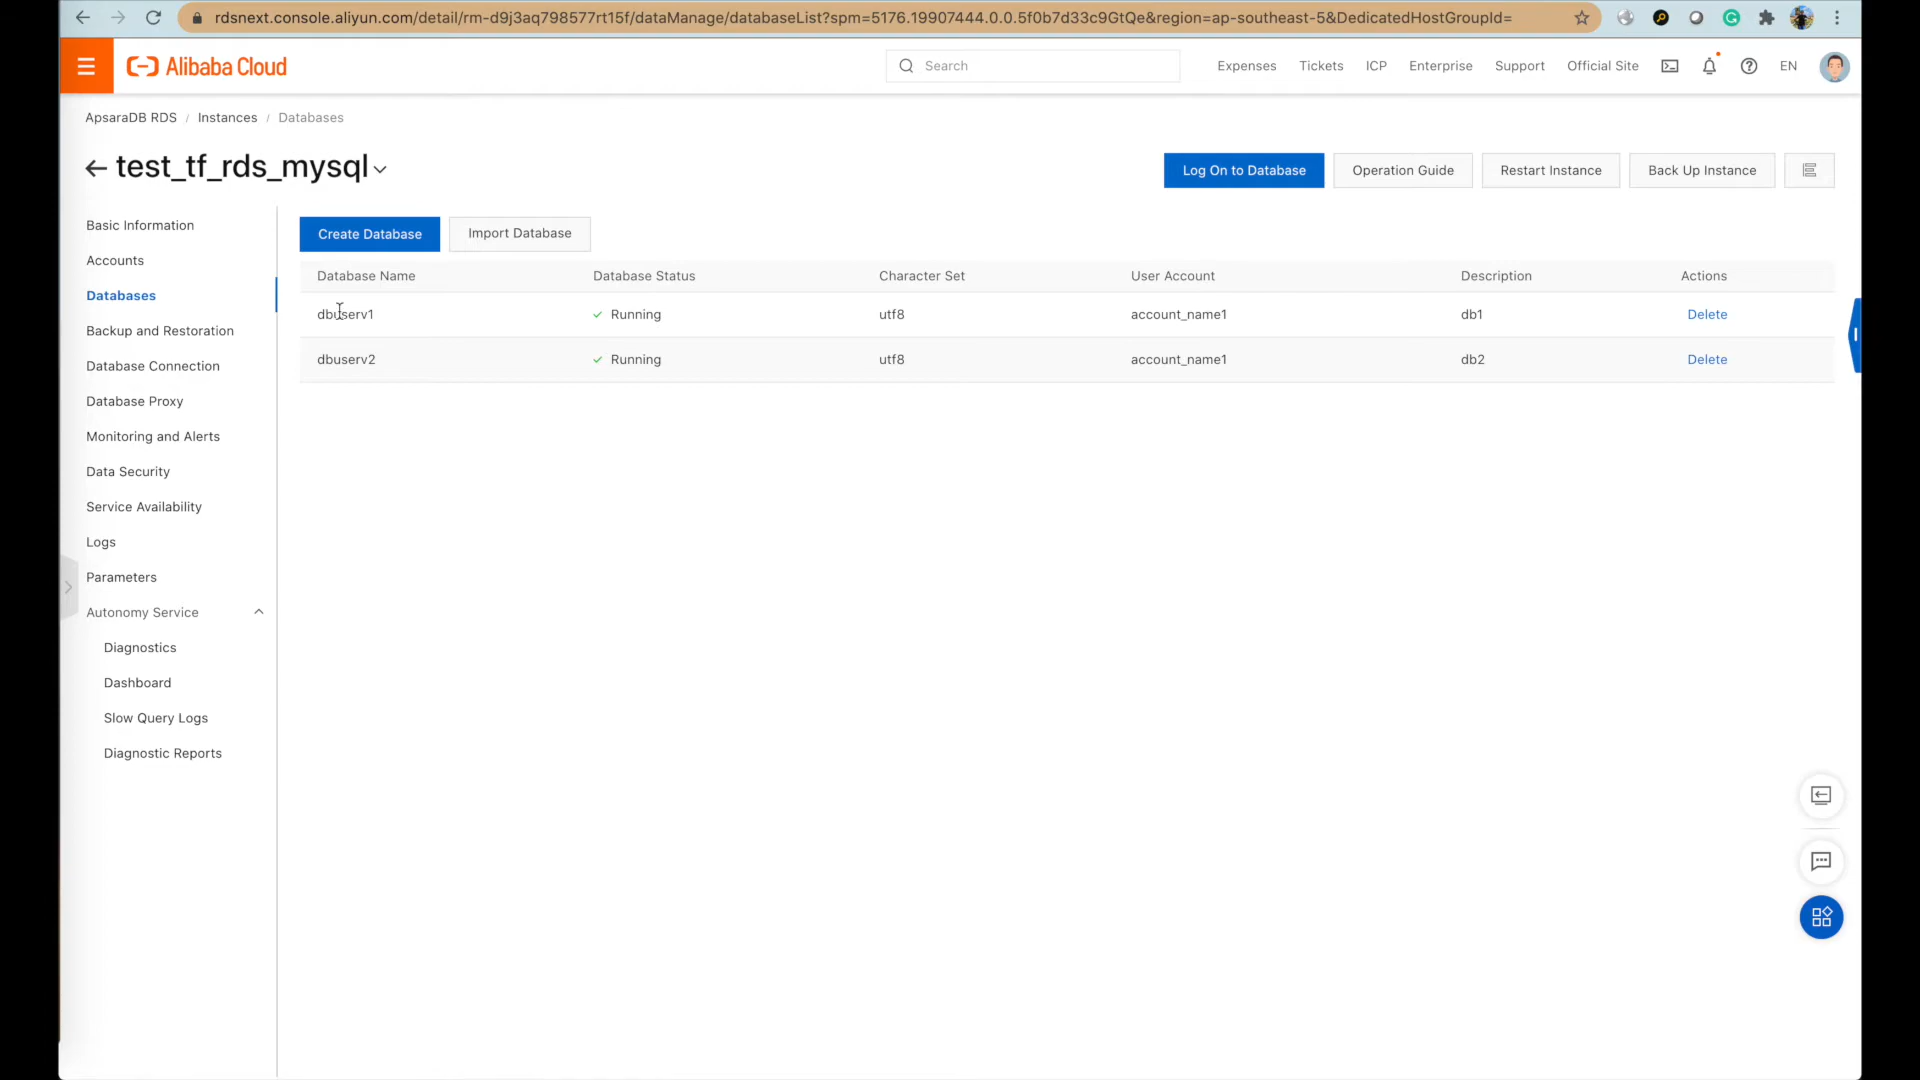 rdsnext.console.aliyun.com/detail/rm-d9j3aq798577rt15f/dataManage/databaseList?spm=5176.19907444.0.0.5f0b7d33c9GtQe&region=ap-southeast-5&DedicatedHostGroupId=
Alibaba Cloud
Search
Expenses Tickets ICP Enterprise Support Official Site EN
ApsaraDB RDS / Instances / Databases
test_tf_rds_mysql
Log On to Database Operation Guide Restart Instance Back Up Instance
Basic Information
Accounts
Databases
Backup and Restoration
Database Connection
Database Proxy
Monitoring and Alerts
Data Security
Service Availability
Logs
Parameters
Autonomy Service
Diagnostics
Dashboard
Slow Query Logs
Diagnostic Reports
Create Database Import Database
Database Name Database Status Character Set User Account Description Actions
dbuserv1 Running utf8 account_name1 db1 Delete
dbuserv2 Running utf8 account_name1 db2 Delete